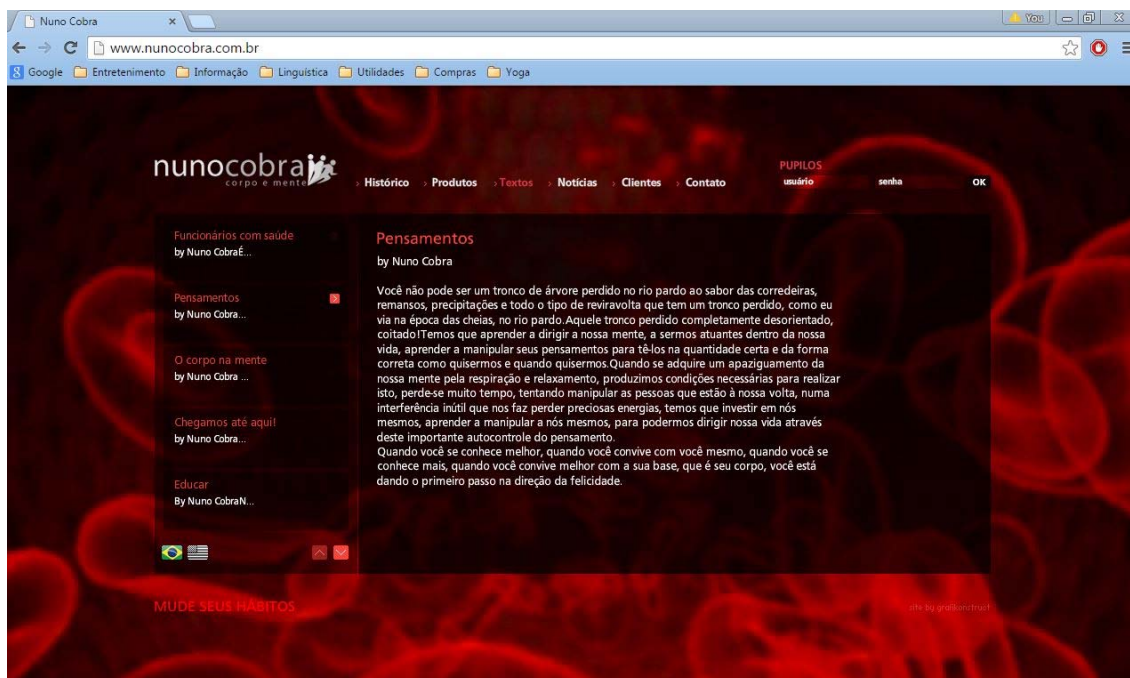 Nuno Cobra
You
www.nunocobra.com.br
Google Entretenimento Informação Linguística Utilidades Compras Yoga
nunocobra
corpo e mente
Histórico Produtos Textos Notícias Clientes Contato
PUPILOS
usuário senha OK
Funcionários com saúde
by Nuno CobraÉ...
Pensamentos
by Nuno Cobra...
O corpo na mente
by Nuno Cobra ...
Chegamos até aqui!
by Nuno Cobra...
Educar
By Nuno CobraN...
Pensamentos
by Nuno Cobra
Você não pode ser um tronco de árvore perdido no rio pardo ao sabor das corredeiras,
remansos, precipitações e todo o tipo de reviravolta que tem um tronco perdido, como eu
via na época das cheias, no rio pardo.Aquele tronco perdido completamente desorientado,
coitado!Temos que aprender a dirigir a nossa mente, a sermos atuantes dentro da nossa
vida, aprender a manipular seus pensamentos para tê-los na quantidade certa e da forma
correta como quisermos e quando quisermos.Quando se adquire um apaziguamento da
nossa mente pela respiração e relaxamento, produzimos condições necessárias para realizar
isto, perde-se muito tempo, tentando manipular as pessoas que estão à nossa volta, numa
interferência inútil que nos faz perder preciosas energias, temos que investir em nós
mesmos, aprender a manipular a nós mesmos, para podermos dirigir nossa vida através
deste importante autocontrole do pensamento.
Quando você se conhece melhor, quando você convive com você mesmo, quando você se
conhece mais, quando você convive melhor com a sua base, que é seu corpo, você está
dando o primeiro passo na direção da felicidade.
MUDE SEUS HÁBITOS
site by grafikonstruct